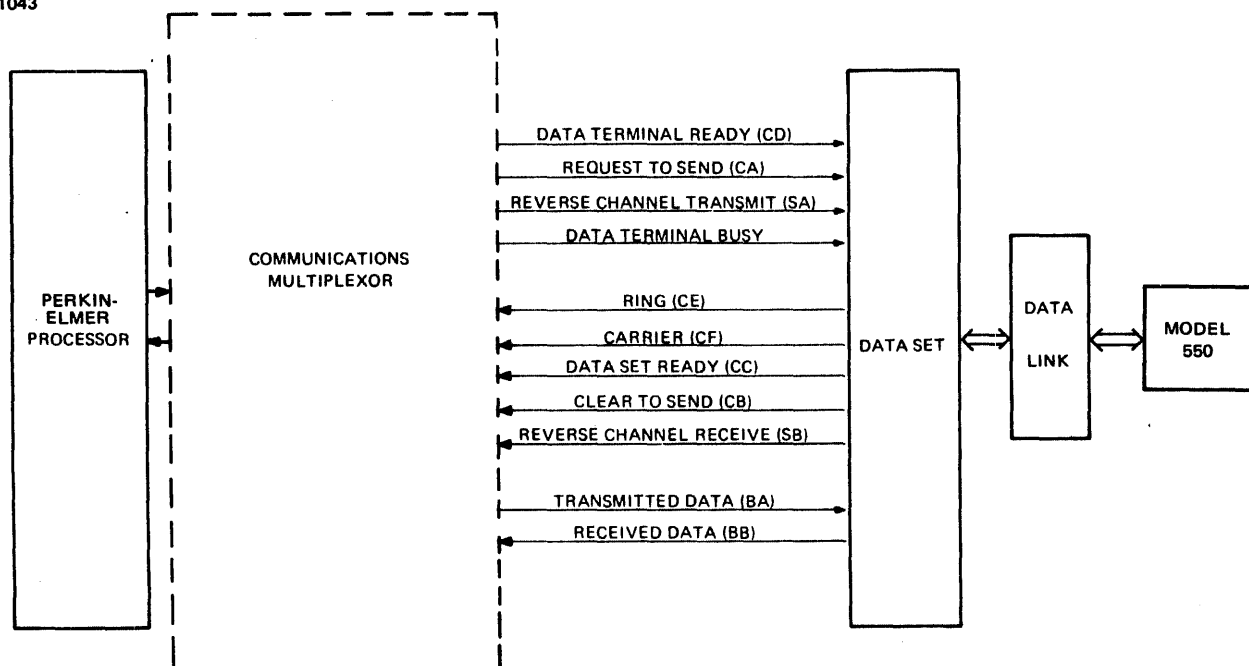 1043
PERKIN-
ELMER
PROCESSOR
COMMUNICATIONS
MULTIPLEXOR
DATA TERMINAL READY (CD)
REQUEST TO SEND (CA)
REVERSE CHANNEL TRANSMIT (SA)
DATA TERMINAL BUSY
RING (CE)
CARRIER (CF)
DATA SET READY (CC)
CLEAR TO SEND (CB)
REVERSE CHANNEL RECEIVE (SB)
TRANSMITTED DATA (BA)
RECEIVED DATA (BB)
DATA SET
DATA
LINK
MODEL
550